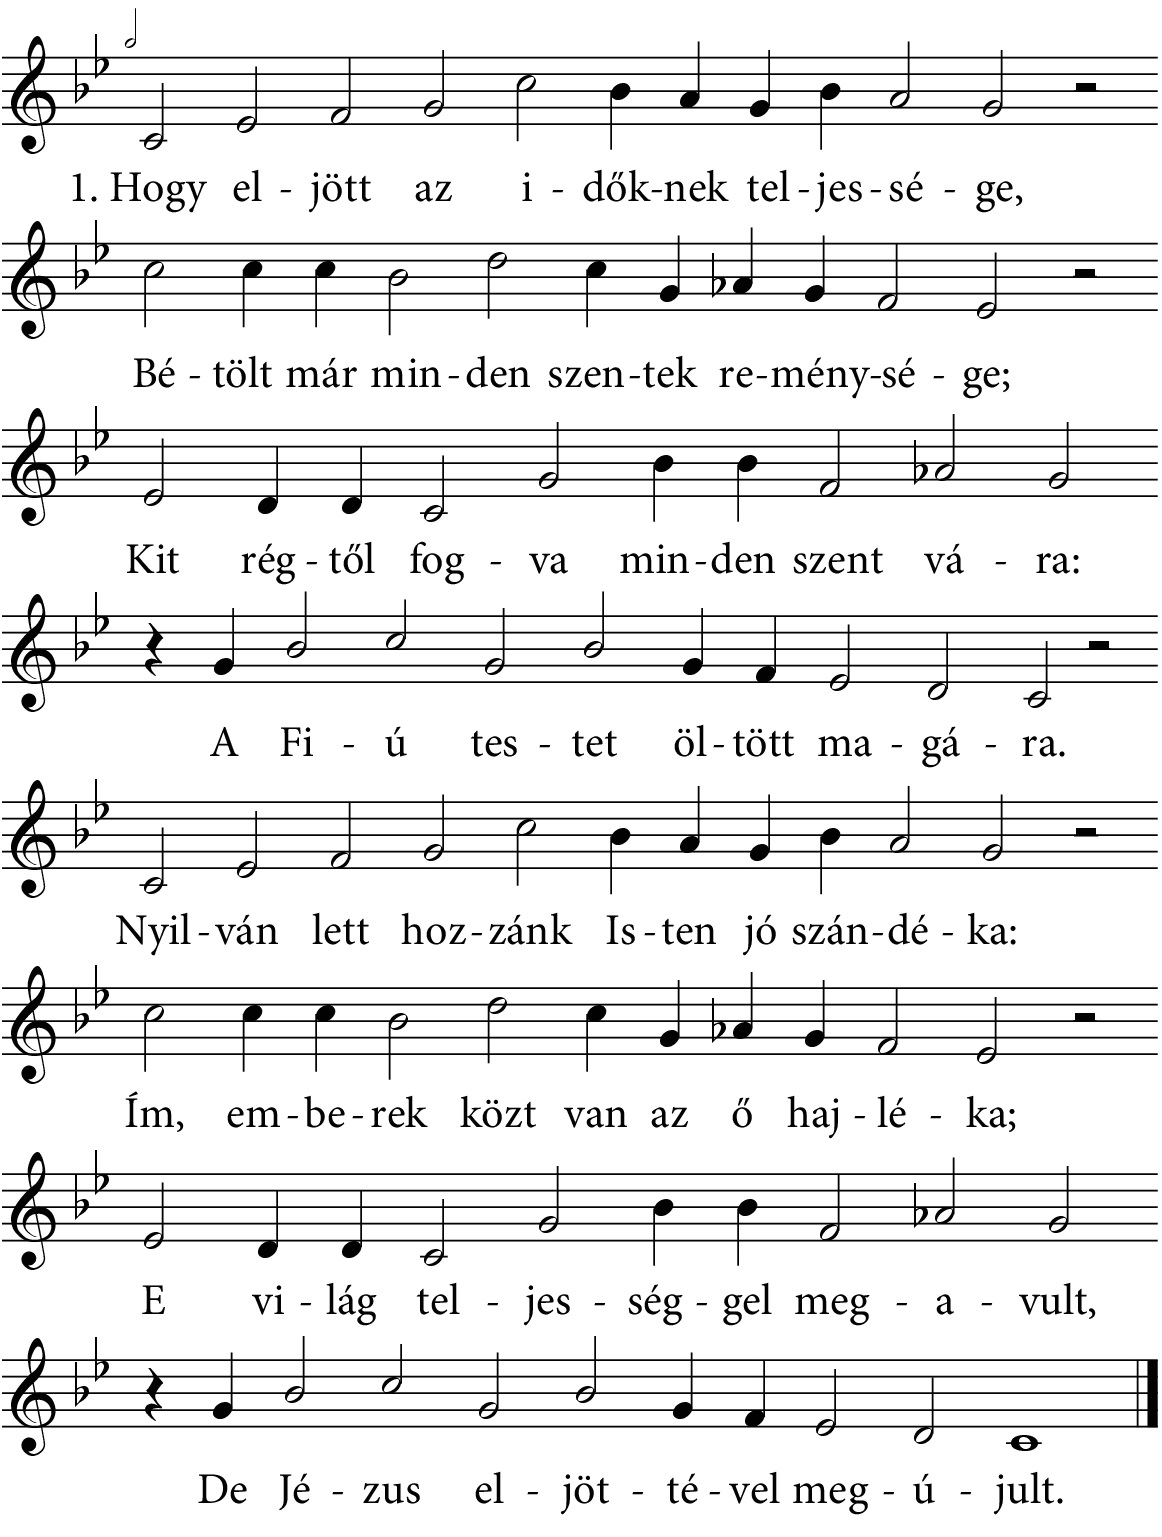 1. Hogy el - jött az i - dők-nek tel - jes - sé - ge,
Bé - tölt már min - den szen - tek re - mény - sé - ge;
Kit rég - től fog - va min - den szent vá - ra:
A Fi - ú tes - tet öl - tött ma - gá - ra.
Nyil - ván lett hoz - zánk Is - ten jó szán - dé - ka:
Ím, em - be - rek közt van az ő haj - lé - ka;
E vi - lág tel - jes - ség - gel meg - a - vult,
De Jé - zus el - jöt - té - vel meg - ú - jult.